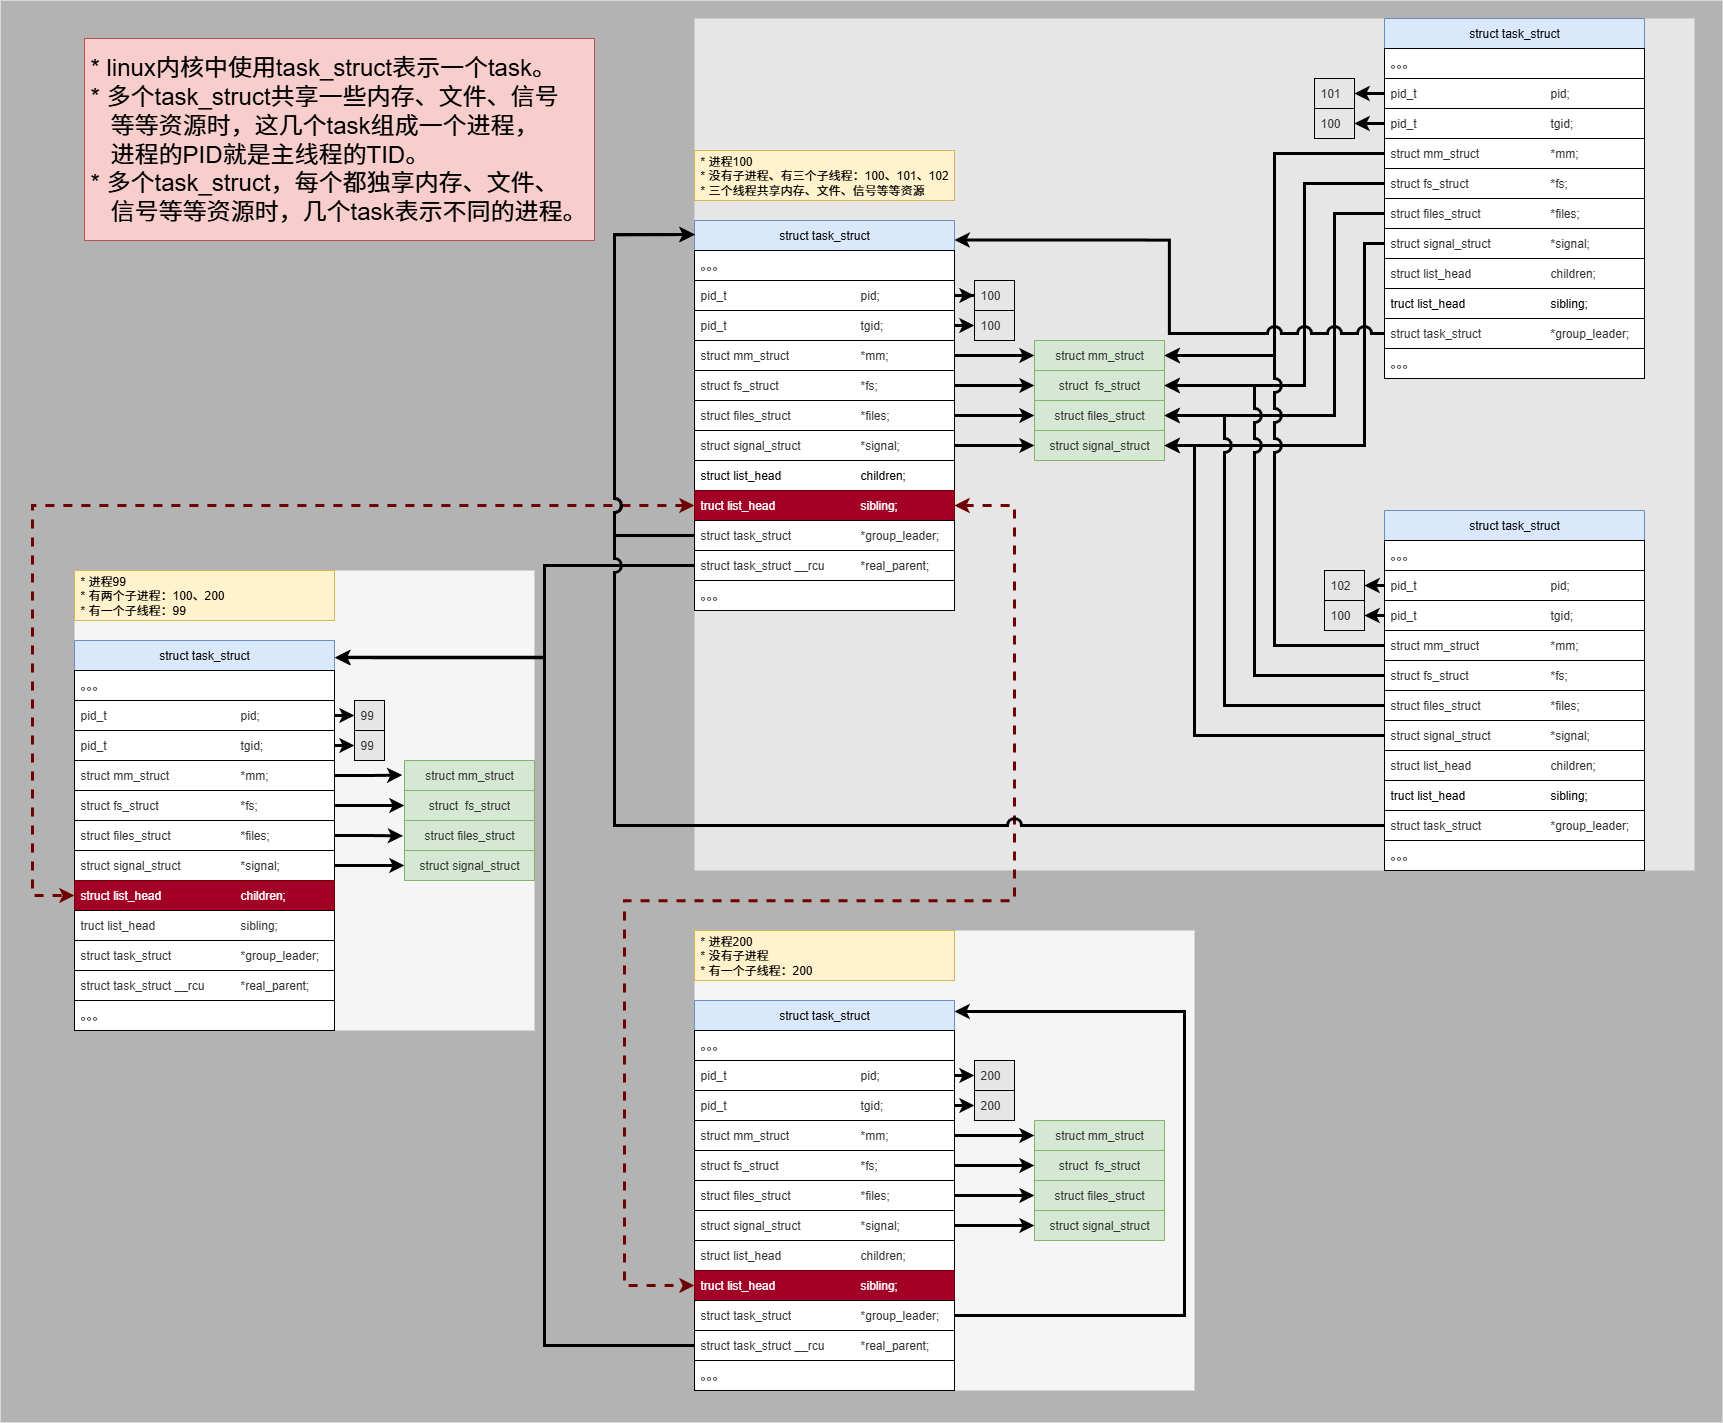 * linux内核中使用task_struct表示一个task。
* 多个task_struct共享一些内存、文件、信号
等等资源时，这几个task组成一个进程，
进程的PID就是主线程的TID。
* 多个task_struct，每个都独享内存、文件、
信号等等资源时，几个task表示不同的进程。
* 进程100
* 没有子进程、有三个子线程：100、101、102
* 三个线程共享内存、文件、信号等等资源
struct task_struct
。。。
pid_t pid; 100
pid_t tgid; 100
struct mm_struct *mm; struct mm_struct
struct fs_struct *fs; struct fs_struct
struct files_struct *files; struct files_struct
struct signal_struct *signal; struct signal_struct
struct list_head children;
truct list_head sibling;
struct task_struct *group_leader;
struct task_struct __rcu *real_parent;
。。。
struct task_struct
。。。
101 pid_t pid;
100 pid_t tgid;
struct mm_struct *mm;
struct fs_struct *fs;
struct files_struct *files;
struct signal_struct *signal;
struct list_head children;
truct list_head sibling;
struct task_struct *group_leader;
。。。
struct task_struct
。。。
102 pid_t pid;
100 pid_t tgid;
struct mm_struct *mm;
struct fs_struct *fs;
struct files_struct *files;
struct signal_struct *signal;
struct list_head children;
truct list_head sibling;
struct task_struct *group_leader;
。。。
* 进程99
* 有两个子进程：100、200
* 有一个子线程：99
struct task_struct
。。。
pid_t pid; 99
pid_t tgid; 99
struct mm_struct *mm; struct mm_struct
struct fs_struct *fs; struct fs_struct
struct files_struct *files; struct files_struct
struct signal_struct *signal; struct signal_struct
struct list_head children;
truct list_head sibling;
struct task_struct *group_leader;
struct task_struct __rcu *real_parent;
。。。
* 进程200
* 没有子进程
* 有一个子线程：200
struct task_struct
。。。
pid_t pid; 200
pid_t tgid; 200
struct mm_struct *mm; struct mm_struct
struct fs_struct *fs; struct fs_struct
struct files_struct *files; struct files_struct
struct signal_struct *signal; struct signal_struct
struct list_head children;
truct list_head sibling;
struct task_struct *group_leader;
struct task_struct __rcu *real_parent;
。。。